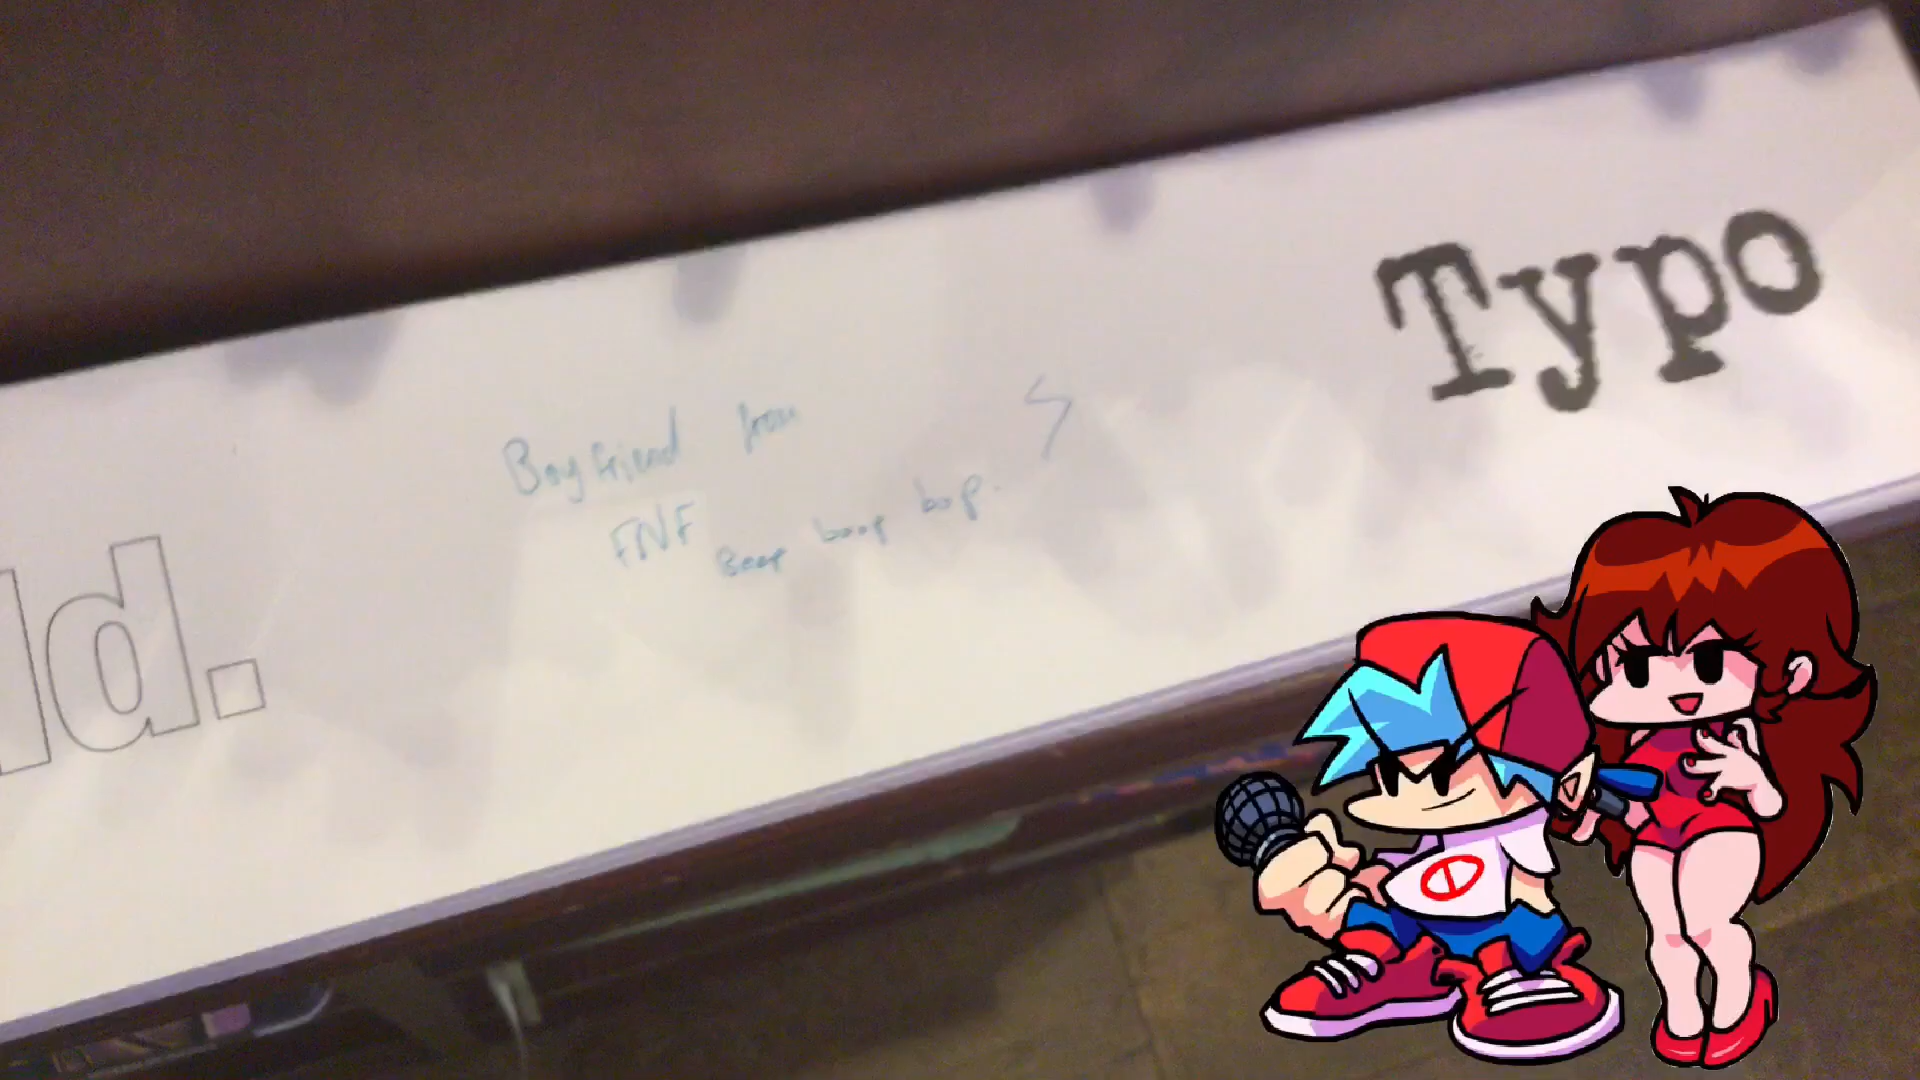 Boyfriend from
FNF Beep boop bop.
Typo
ld.